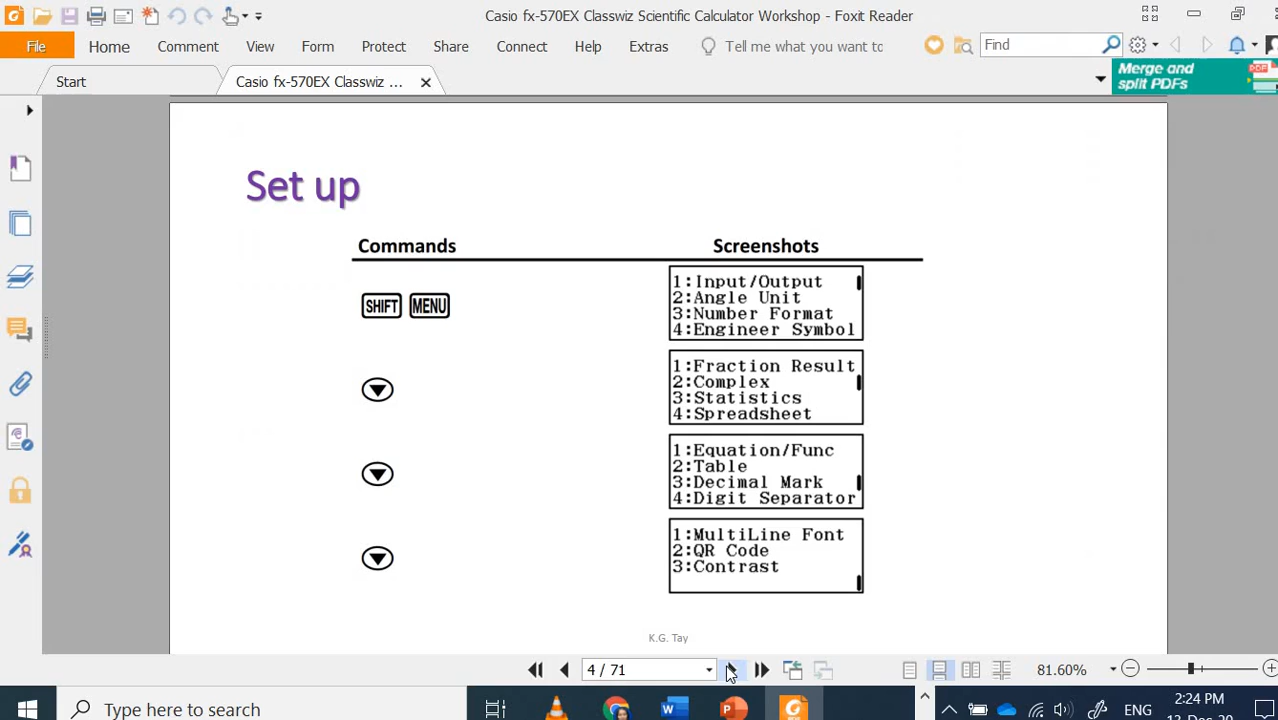 Casio fx-570EX Classwiz Scientific Calculator Workshop - Foxit Reader
File Home Comment View Form Protect Share Connect Help Extras Tell me what you want to Find
Start Casio fx-570EX Classwiz ... Merge and
split PDFs
Set up
Commands Screenshots
SHIFT MENU
1:Input/Output
2:Angle Unit
3:Number Format
4:Engineer Symbol
1:Fraction Result
2:Complex
3:Statistics
4:Spreadsheet
1:Equation/Func
2:Table
3:Decimal Mark
4:Digit Separator
1:MultiLine Font
2:QR Code
3:Contrast
K.G. Tay
4 / 71 81.60%
Type here to search ENG 2:24 PM